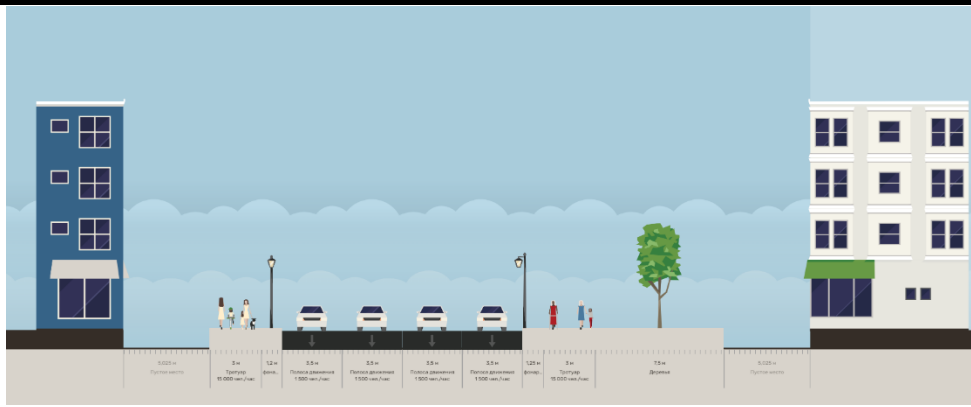 5.025 м
3 м
1.2 м
3.5 м
3.5 м
3.5 м
3.5 м
1.25 м
3 м
7.5 м
5.025 м
Пустое место
Тротуар
фона...
Полоса движения
Полоса движения
Полоса движения
Полоса движения
фонар...
Тротуар
Деревья
Пустое место
15 000 чел./час
1 500 чел./час
1 500 чел./час
1 500 чел./час
1 500 чел./час
15 000 чел./час